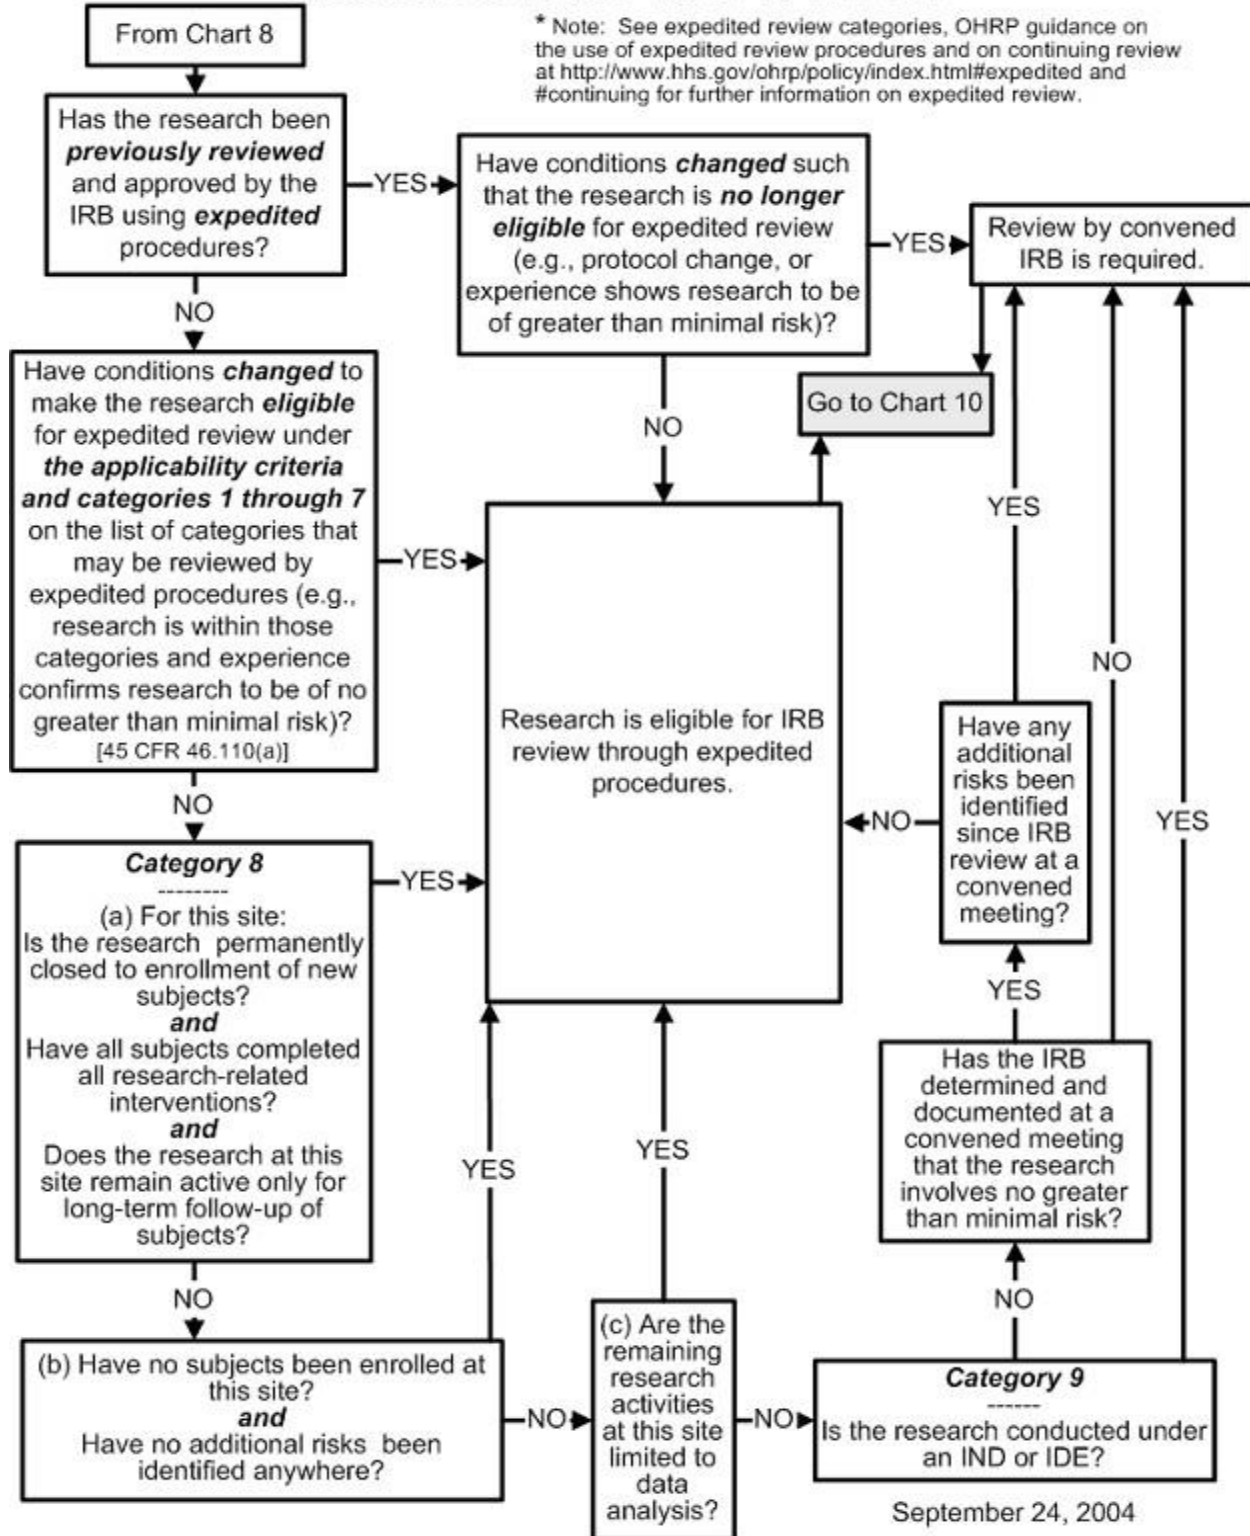 * Note: See expedited review categories, OHRP guidance on
the use of expedited review procedures and on continuing review
at http://www.hhs.gov/ohrp/policy/index.html#expedited and
#continuing for further information on expedited review.
From Chart 8
Has the research been
previously reviewed
and approved by the
IRB using expedited
procedures?
YES
Have conditions changed such
that the research is no longer
eligible for expedited review
(e.g., protocol change, or
experience shows research to be
of greater than minimal risk)?
YES
Review by convened
IRB is required.
NO
Have conditions changed to
make the research eligible
for expedited review under
the applicability criteria
and categories 1 through 7
on the list of categories that
may be reviewed by
expedited procedures (e.g.,
research is within those
categories and experience
confirms research to be of no
greater than minimal risk)?
[45 CFR 46.110(a)]
NO
Go to Chart 10
YES
YES
Research is eligible for IRB
review through expedited
procedures.
NO
Have any
additional
risks been
identified
since IRB
review at a
convened
meeting?
NO
YES
NO
Category 8
--------
(a) For this site:
Is the research permanently
closed to enrollment of new
subjects?
and
Have all subjects completed
all research-related
interventions?
and
Does the research at this
site remain active only for
long-term follow-up of
subjects?
YES
YES
Has the IRB
determined and
documented at a
convened meeting
that the research
involves no greater
than minimal risk?
YES
YES
NO
NO
(b) Have no subjects been enrolled at
this site?
and
Have no additional risks been
identified anywhere?
NO
(c) Are the
remaining
research
activities
at this site
limited to
data
analysis?
NO
Category 9
------
Is the research conducted under
an IND or IDE?
September 24, 2004